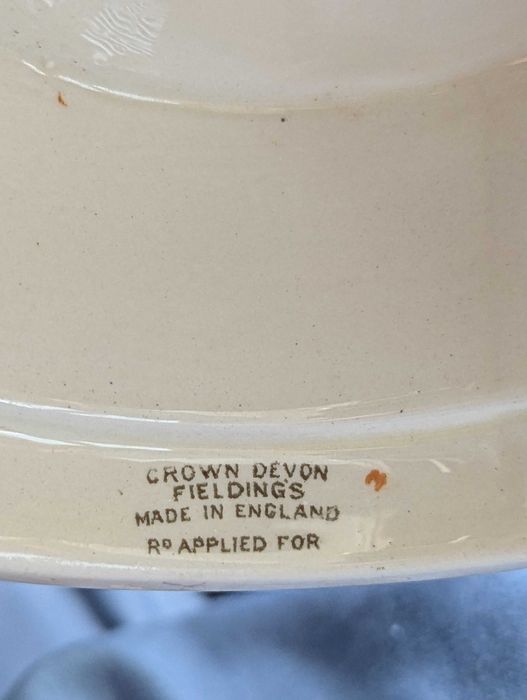 CROWN DEVON
FIELDINGS
MADE IN ENGLAND
Rᴰ APPLIED FOR